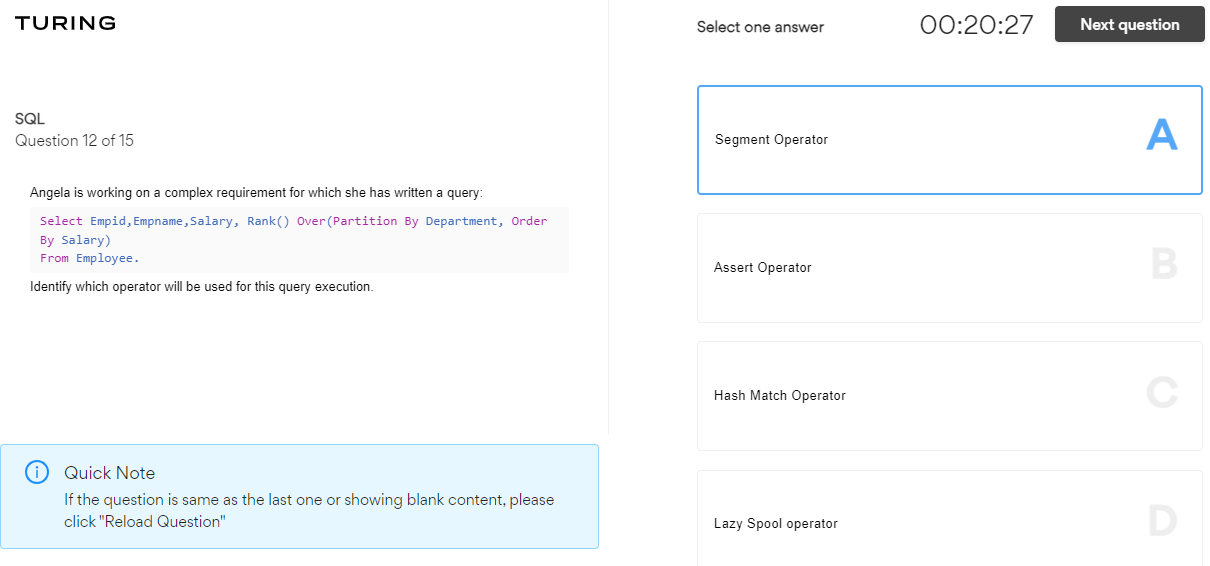 TURING
Select one answer
00:20:27
Next question
SQL
Question 12 of 15
Angela is working on a complex requirement for which she has written a query:
Select Empid,Empname,Salary, Rank() Over(Partition By Department, Order
By Salary)
From Employee.
Identify which operator will be used for this query execution.
Quick Note
If the question is same as the last one or showing blank content, please
click "Reload Question"
Segment Operator
A
Assert Operator
B
Hash Match Operator
C
Lazy Spool operator
D